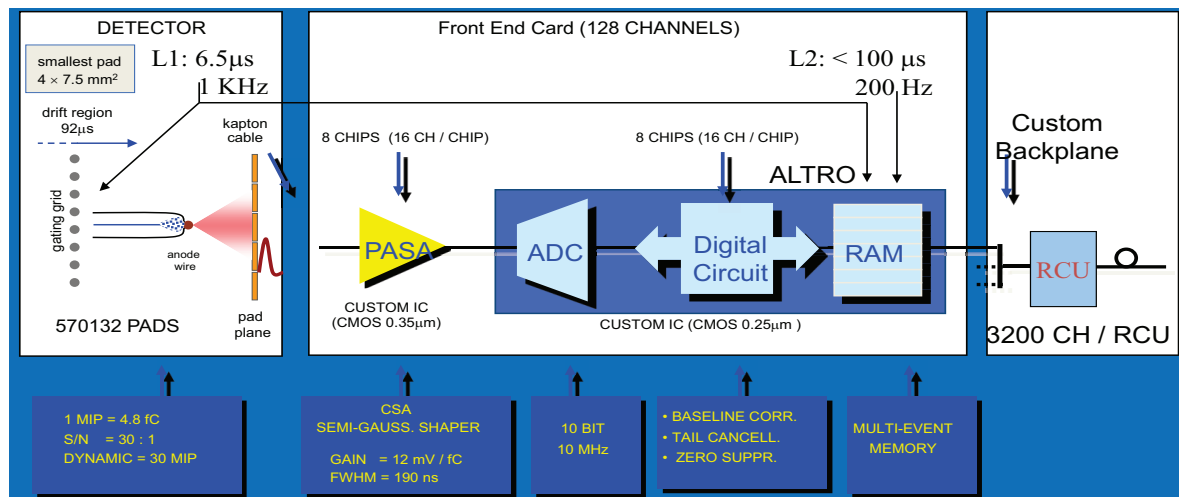 DETECTOR
smallest pad
4 × 7.5 mm²
L1: 6.5μs
1 KHz
drift region
92μs
kapton
cable
gating grid
anode
wire
570132 PADS
pad
plane
Front End Card (128 CHANNELS)
L2: < 100 μs
200 Hz
8 CHIPS (16 CH / CHIP)
8 CHIPS (16 CH / CHIP)
ALTRO
PASA
ADC
Digital
Circuit
RAM
CUSTOM IC
(CMOS 0.35μm)
CUSTOM IC (CMOS 0.25μm )
Custom
Backplane
RCU
3200 CH / RCU
1 MIP = 4.8 fC
S/N = 30 : 1
DYNAMIC = 30 MIP
CSA
SEMI-GAUSS. SHAPER
GAIN = 12 mV / fC
FWHM = 190 ns
10 BIT
10 MHz
• BASELINE CORR.
• TAIL CANCELL.
• ZERO SUPPR.
MULTI-EVENT
MEMORY